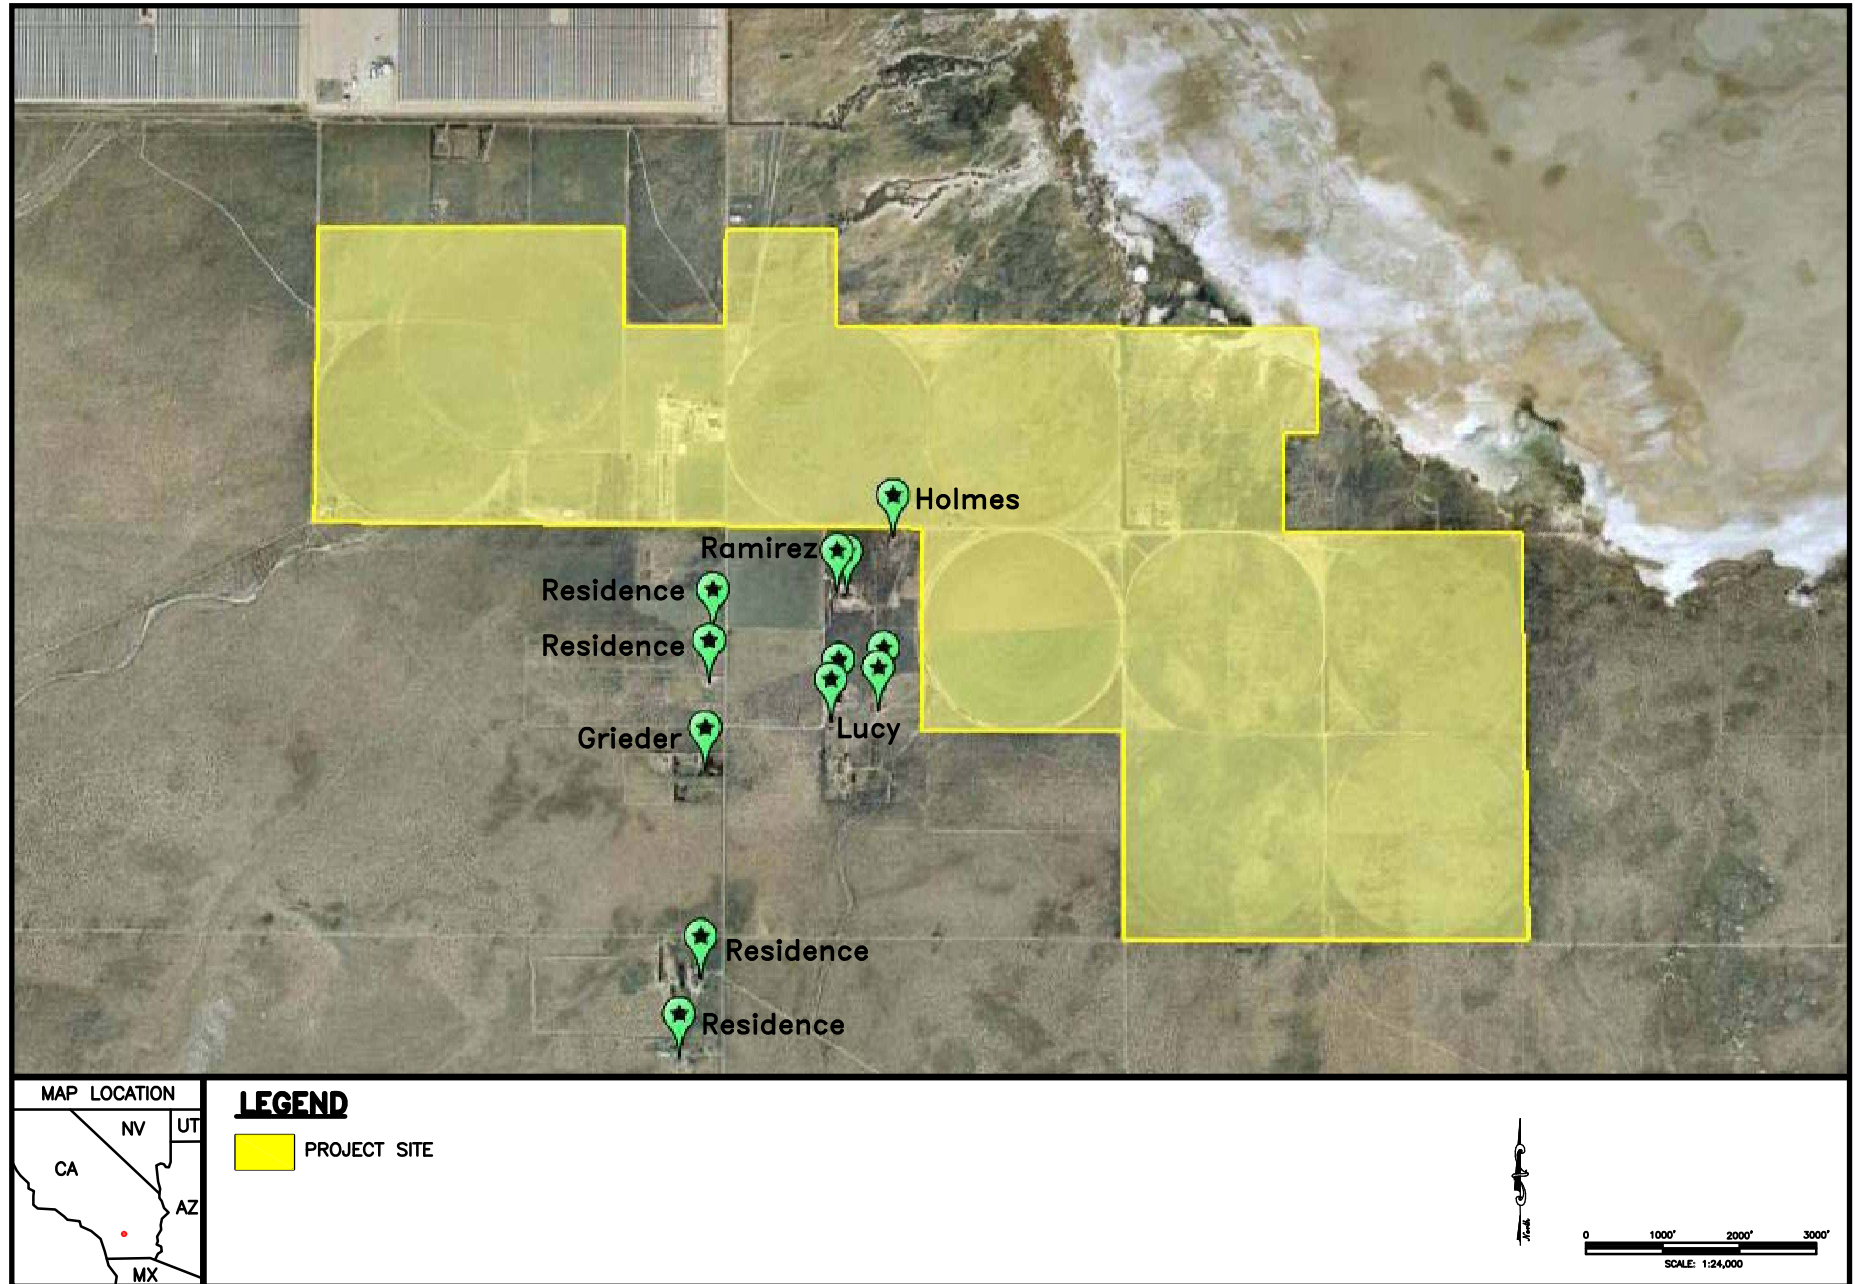 Holmes
Ramirez
Residence
Residence
Grieder
Lucy
Residence
Residence
MAP LOCATION
NV
UT
CA
AZ
MX
LEGEND
PROJECT SITE
North
0 1000' 2000' 3000'
SCALE: 1:24,000